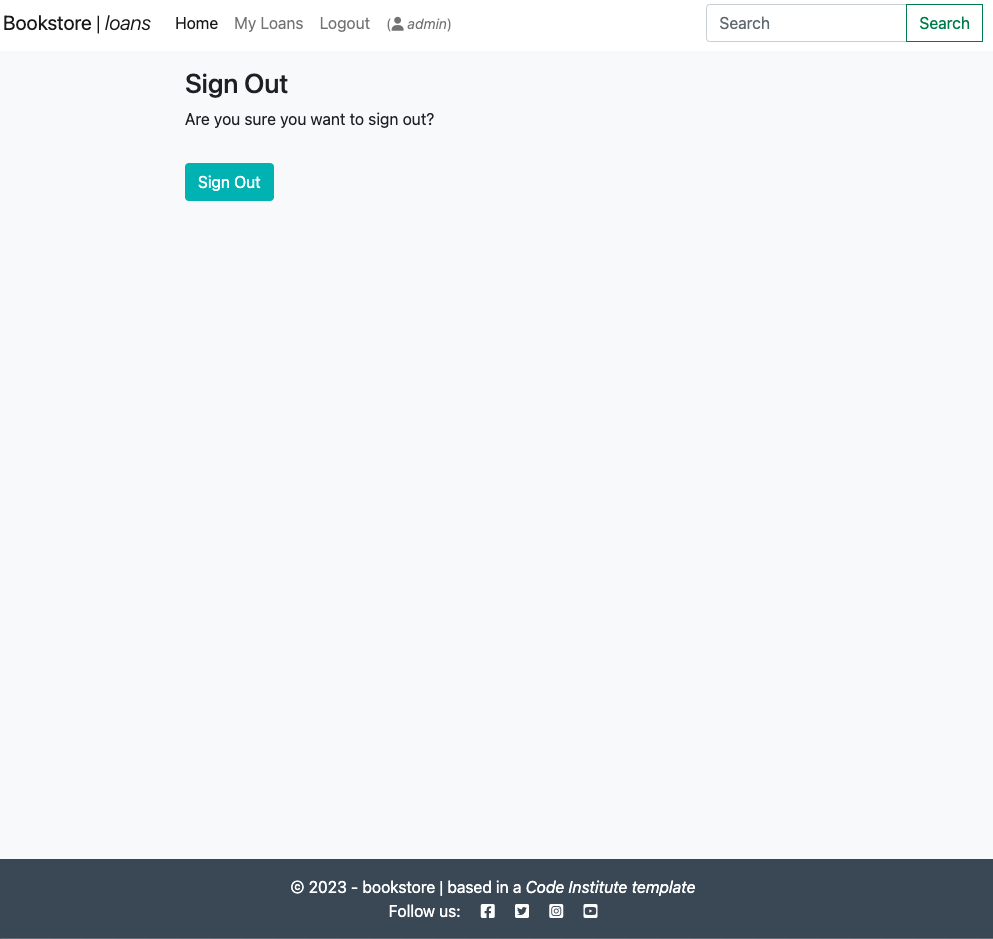 Bookstore | loans Home My Loans Logout ( admin) Search Search
Sign Out
Are you sure you want to sign out?
Sign Out
© 2023 - bookstore | based in a Code Institute template
Follow us: